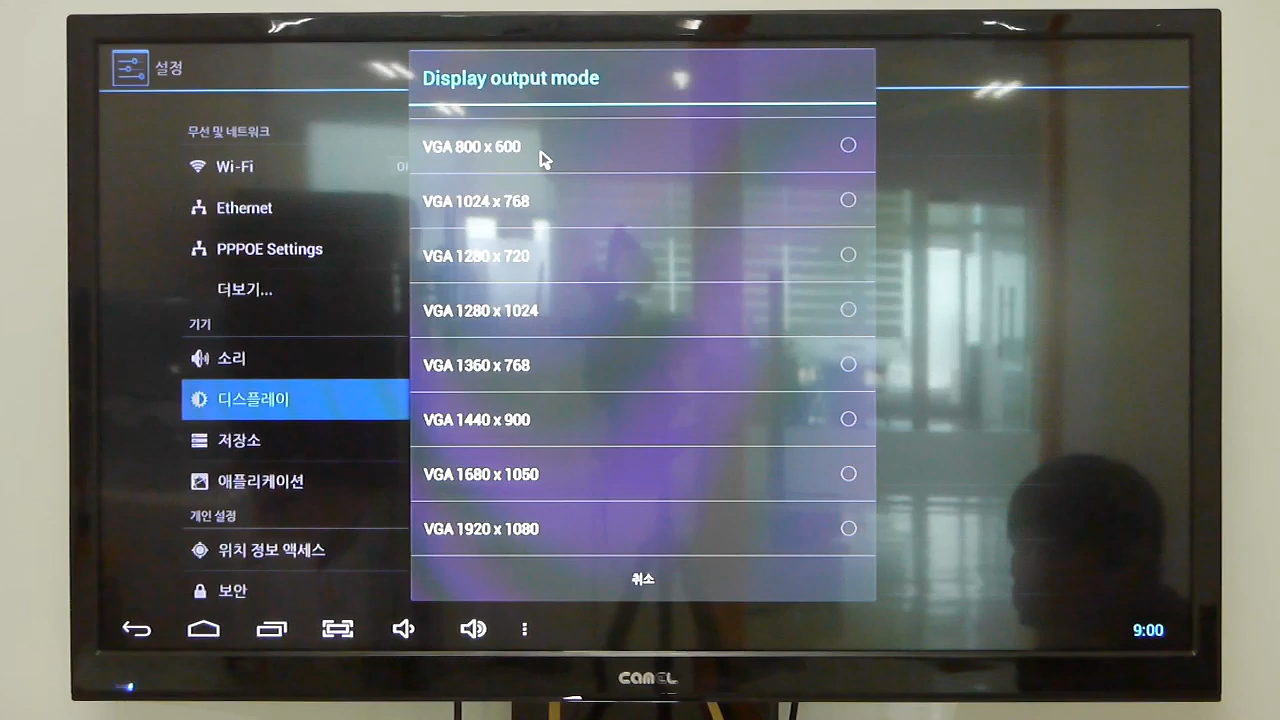 설정
무선 및 네트워크
Wi-Fi
Ethernet
PPPOE Settings
더보기...
기기
소리
디스플레이
저장소
애플리케이션
개인 설정
위치 정보 액세스
보안
Display output mode
VGA 800 x 600
VGA 1024 x 768
VGA 1280 x 720
VGA 1280 x 1024
VGA 1360 x 768
VGA 1440 x 900
VGA 1680 x 1050
VGA 1920 x 1080
취소
9:00
CAMEL